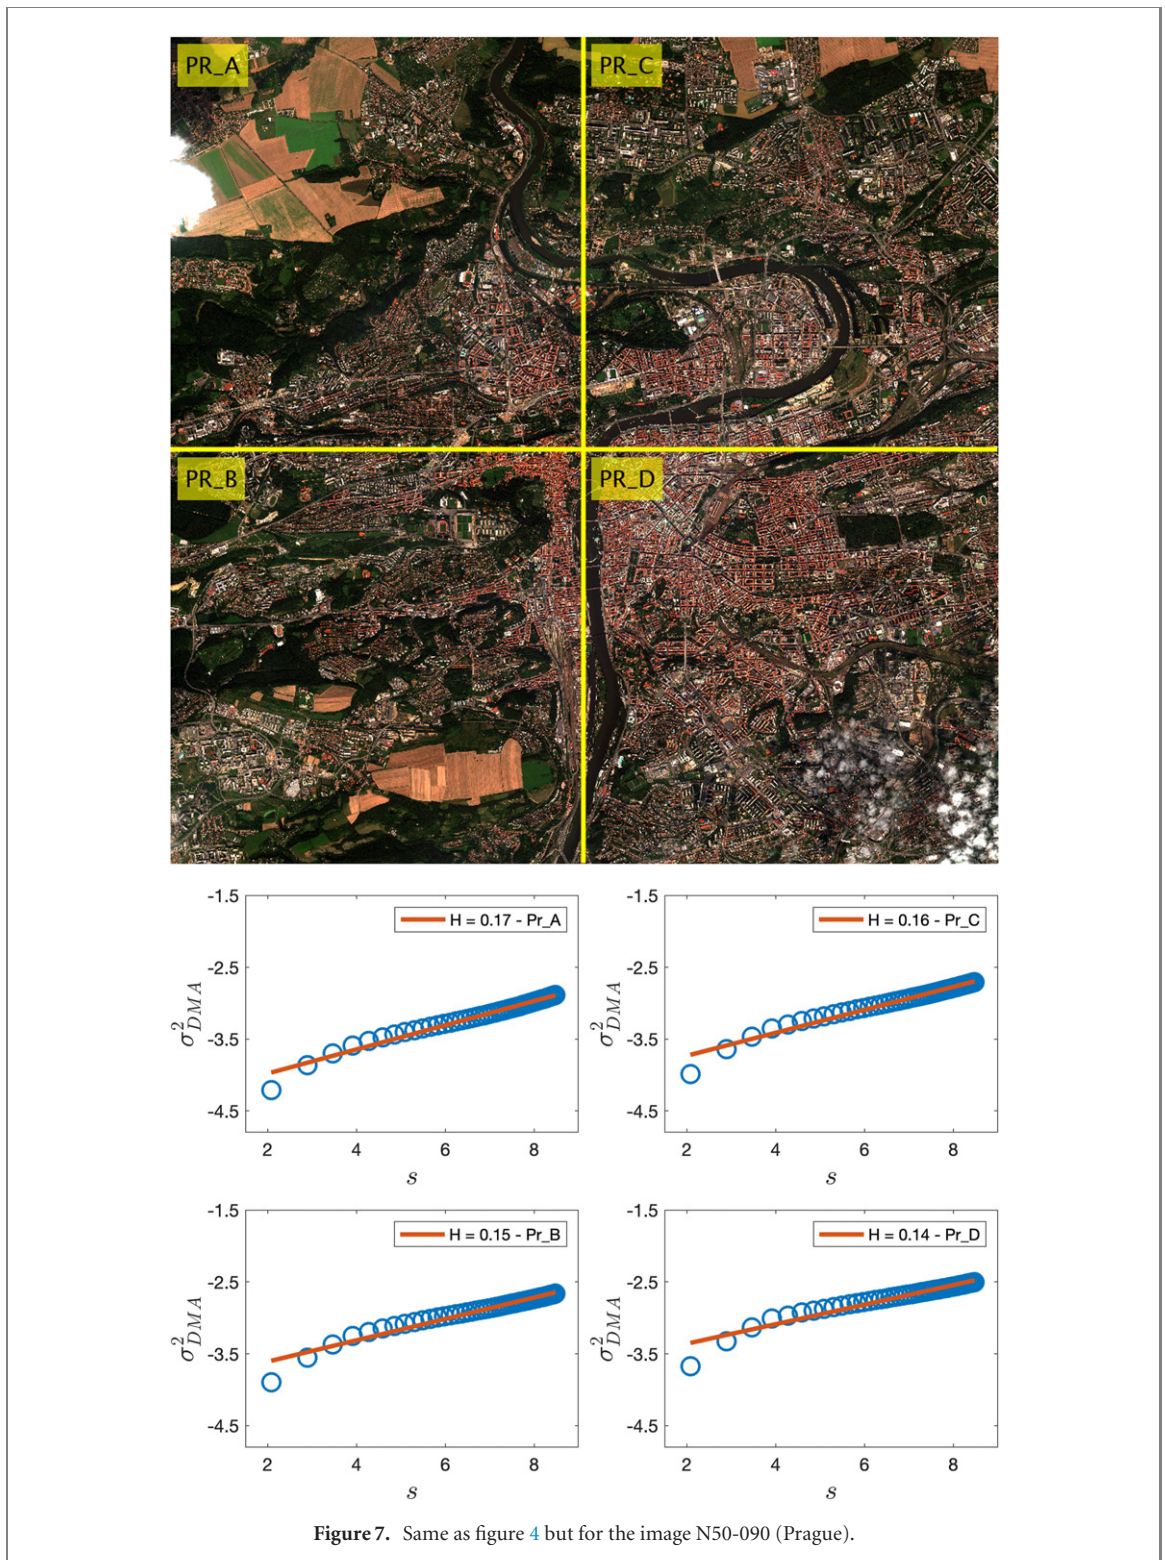 PR_A
PR_C
PR_B
PR_D
-1.5
-2.5
-3.5
-4.5
σ²DMA
H = 0.17 - Pr_A
2 4 6 8
s
-1.5
-2.5
-3.5
-4.5
σ²DMA
H = 0.16 - Pr_C
2 4 6 8
s
-1.5
-2.5
-3.5
-4.5
σ²DMA
H = 0.15 - Pr_B
2 4 6 8
s
-1.5
-2.5
-3.5
-4.5
σ²DMA
H = 0.14 - Pr_D
2 4 6 8
s
Figure 7. Same as figure 4 but for the image N50-090 (Prague).